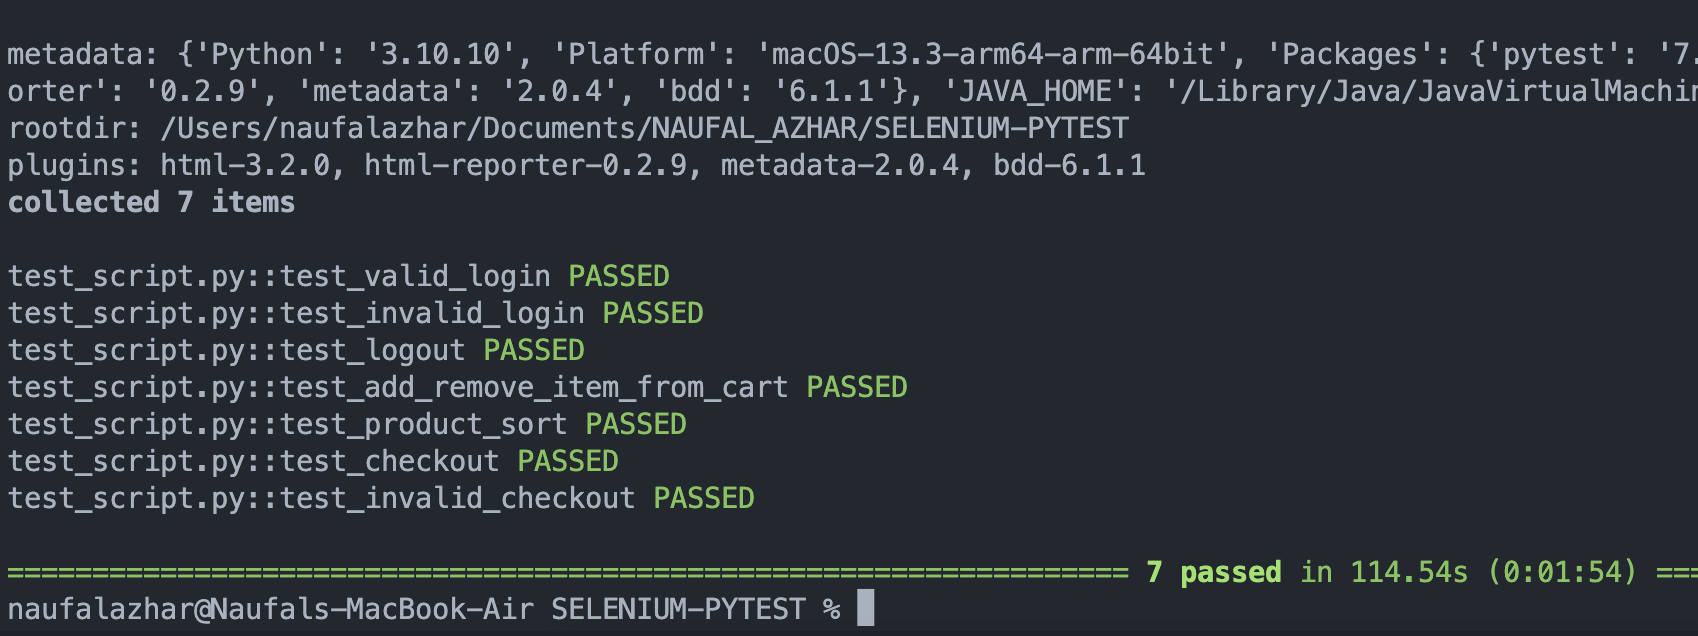 metadata: {'Python': '3.10.10', 'Platform': 'macOS-13.3-arm64-arm-64bit', 'Packages': {'pytest': '7.
orter': '0.2.9', 'metadata': '2.0.4', 'bdd': '6.1.1'}, 'JAVA_HOME': '/Library/Java/JavaVirtualMachin
rootdir: /Users/naufalazhar/Documents/NAUFAL_AZHAR/SELENIUM-PYTEST
plugins: html-3.2.0, html-reporter-0.2.9, metadata-2.0.4, bdd-6.1.1
collected 7 items
test_script.py::test_valid_login PASSED
test_script.py::test_invalid_login PASSED
test_script.py::test_logout PASSED
test_script.py::test_add_remove_item_from_cart PASSED
test_script.py::test_product_sort PASSED
test_script.py::test_checkout PASSED
test_script.py::test_invalid_checkout PASSED
================================================================== 7 passed in 114.54s (0:01:54) ===
naufalazhar@Naufals-MacBook-Air SELENIUM-PYTEST %